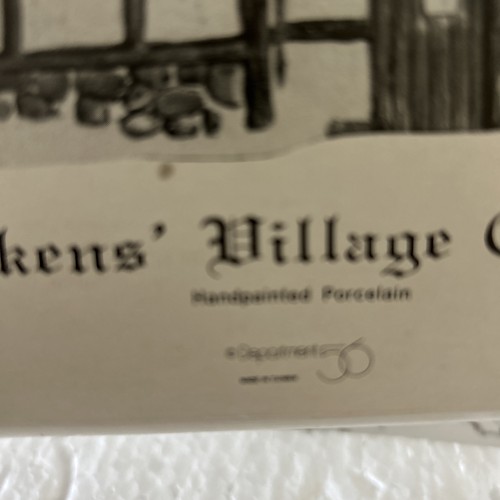 kens' Village C
Handpainted Porcelain
© Department 56